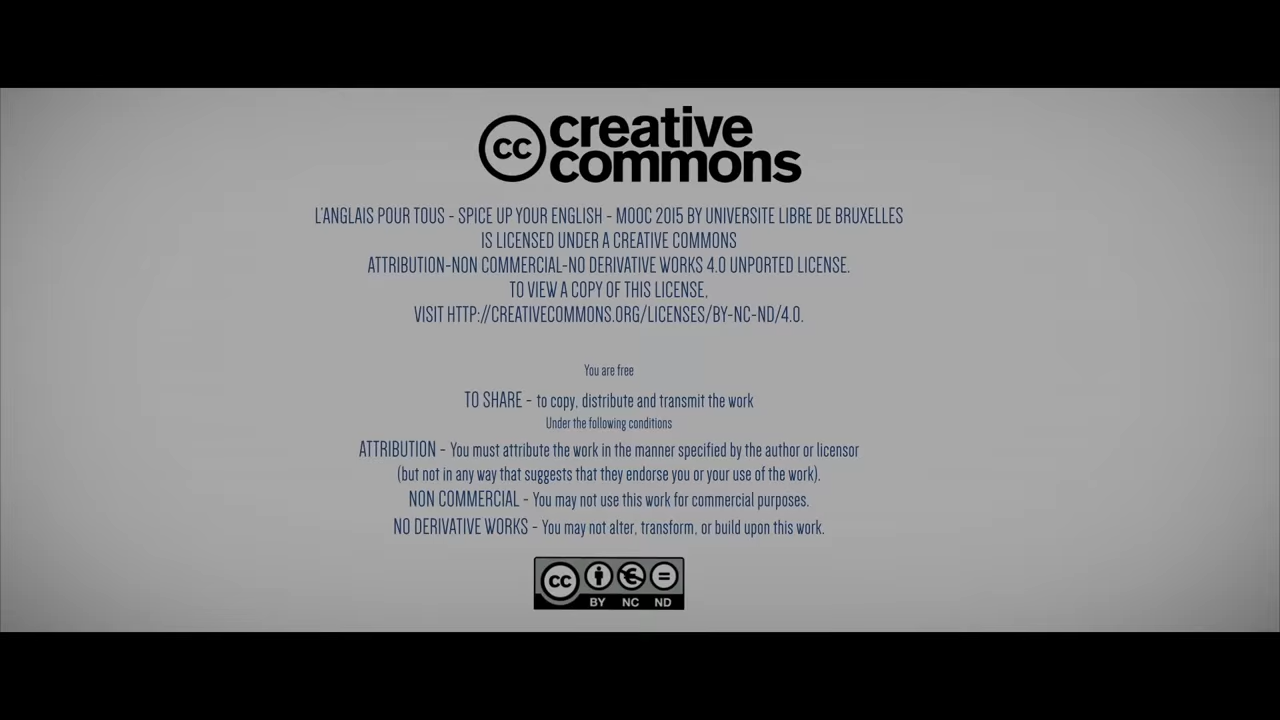 cc creative
commons
L'ANGLAIS POUR TOUS - SPICE UP YOUR ENGLISH - MOOC 2015 BY UNIVERSITE LIBRE DE BRUXELLES
IS LICENSED UNDER A CREATIVE COMMONS
ATTRIBUTION-NON COMMERCIAL-NO DERIVATIVE WORKS 4.0 UNPORTED LICENSE.
TO VIEW A COPY OF THIS LICENSE,
VISIT HTTP://CREATIVECOMMONS.ORG/LICENSES/BY-NC-ND/4.0.
You are free
TO SHARE - to copy, distribute and transmit the work
Under the following conditions
ATTRIBUTION - You must attribute the work in the manner specified by the author or licensor
(but not in any way that suggests that they endorse you or your use of the work).
NON COMMERCIAL - You may not use this work for commercial purposes.
NO DERIVATIVE WORKS - You may not alter, transform, or build upon this work.
cc € =
BY NC ND